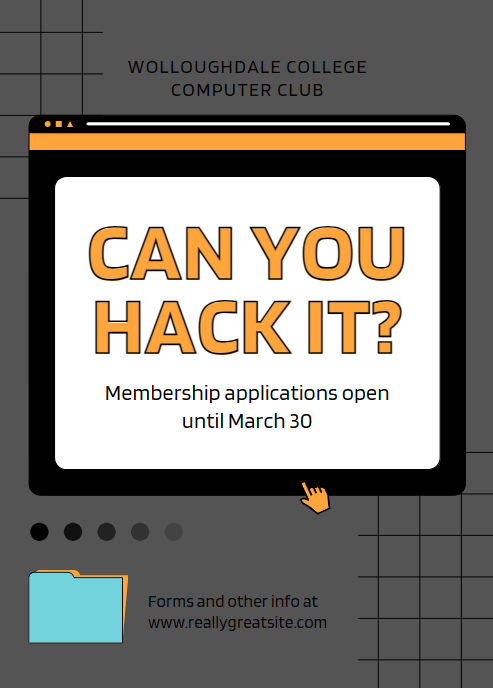 WOLLOUGHDALE COLLEGE
COMPUTER CLUB
CAN YOU
HACK IT?
Membership applications open
until March 30
Forms and other info at
www.reallygreatsite.com